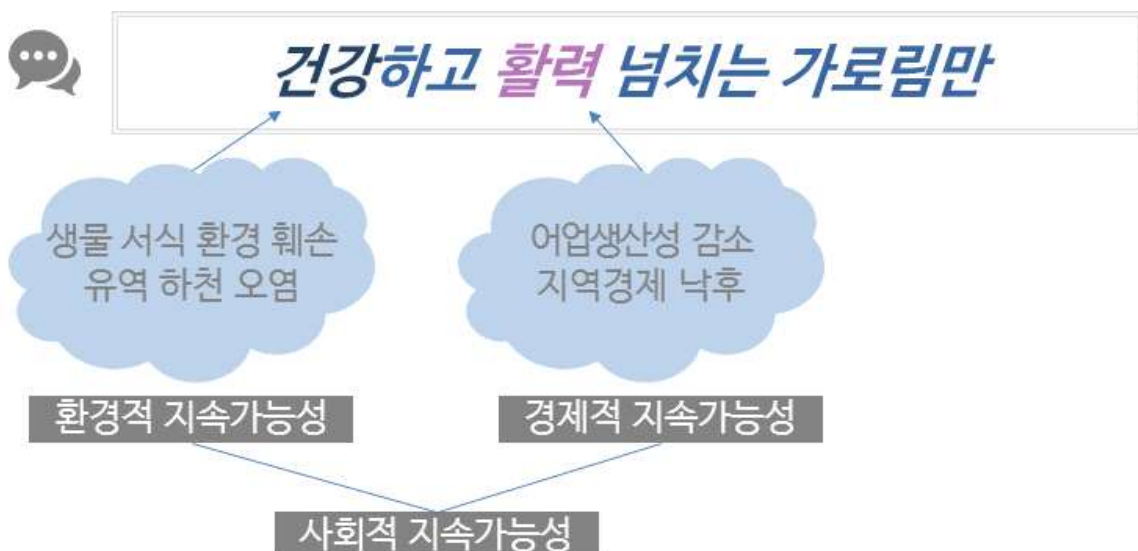 건강하고 활력 넘치는 가로림만
생물 서식 환경 훼손
유역 하천 오염
어업생산성 감소
지역경제 낙후
환경적 지속가능성
경제적 지속가능성
사회적 지속가능성